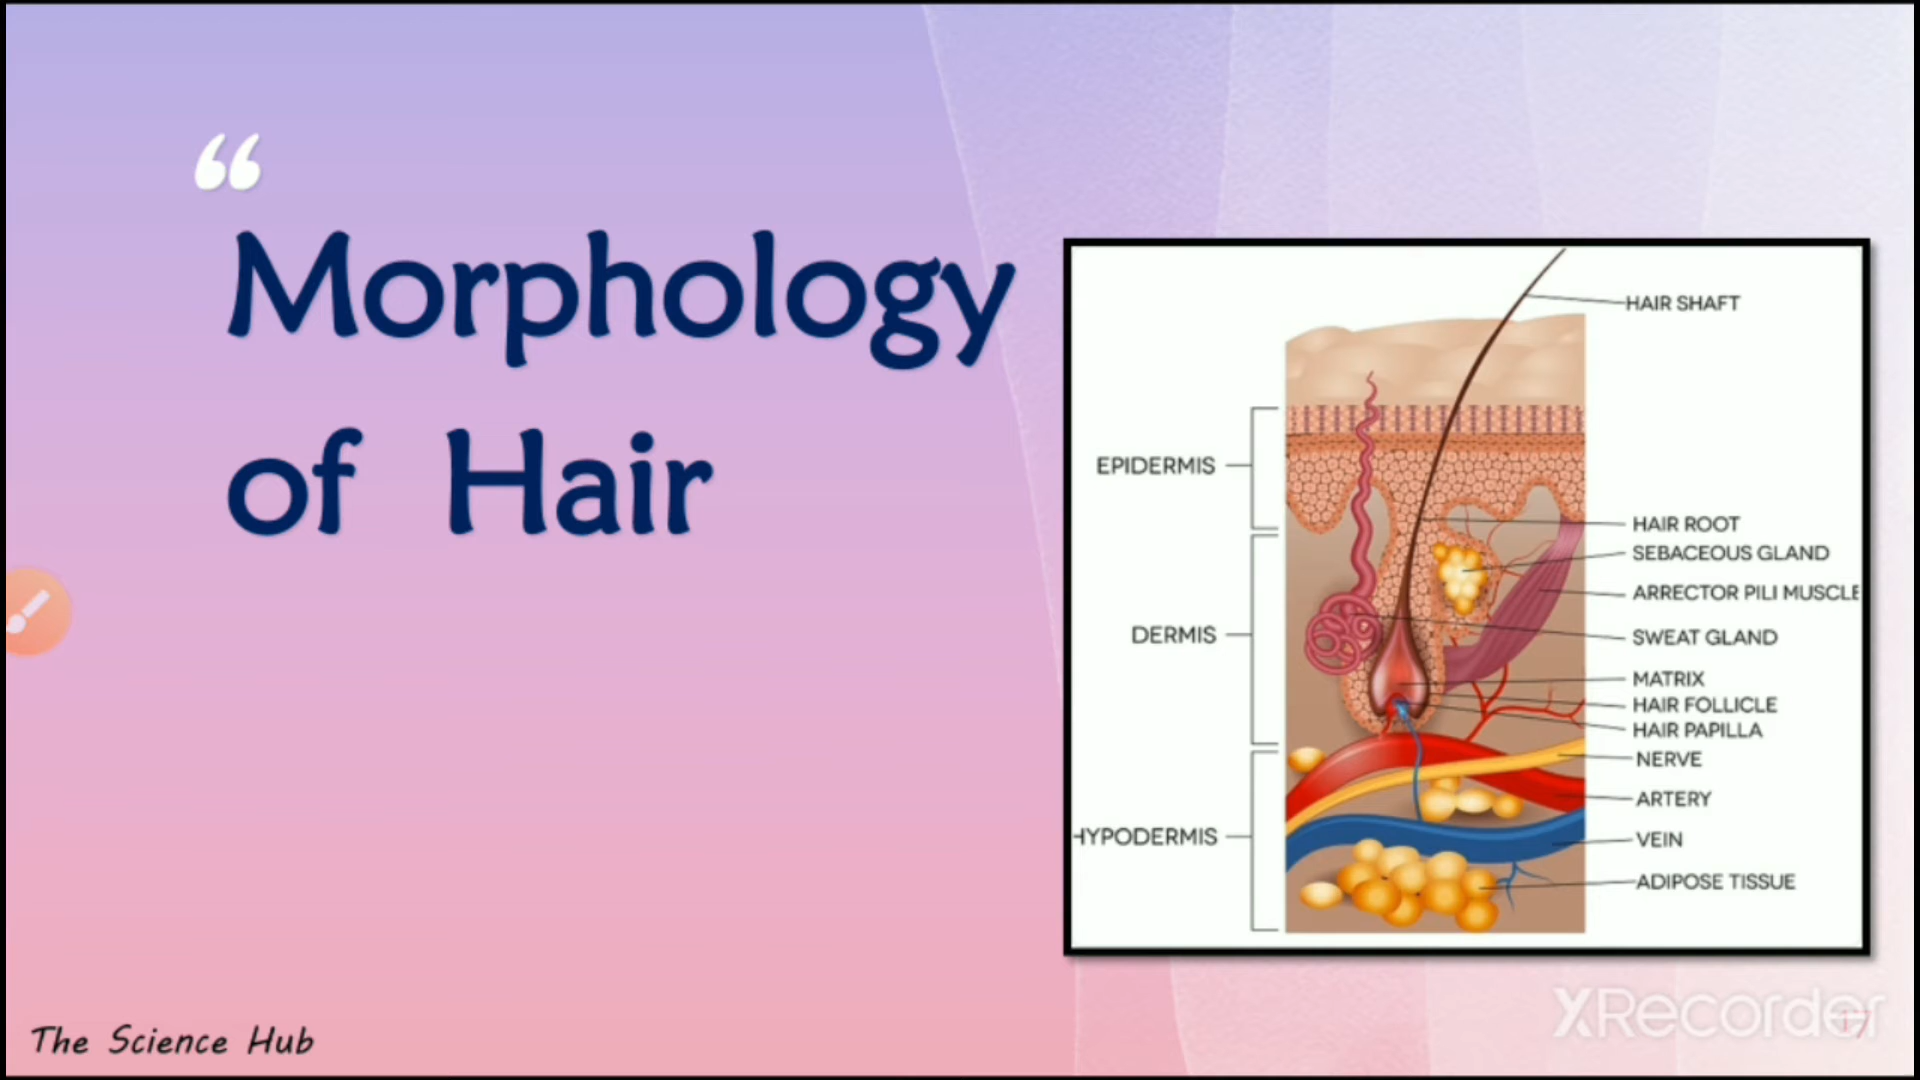 “
Morphology
of Hair
HAIR SHAFT
EPIDERMIS
HAIR ROOT
SEBACEOUS GLAND
ARRECTOR PILI MUSCLE
DERMIS
SWEAT GLAND
MATRIX
HAIR FOLLICLE
HAIR PAPILLA
NERVE
ARTERY
HYPODERMIS
VEIN
ADIPOSE TISSUE
The Science Hub
XRecorder
17